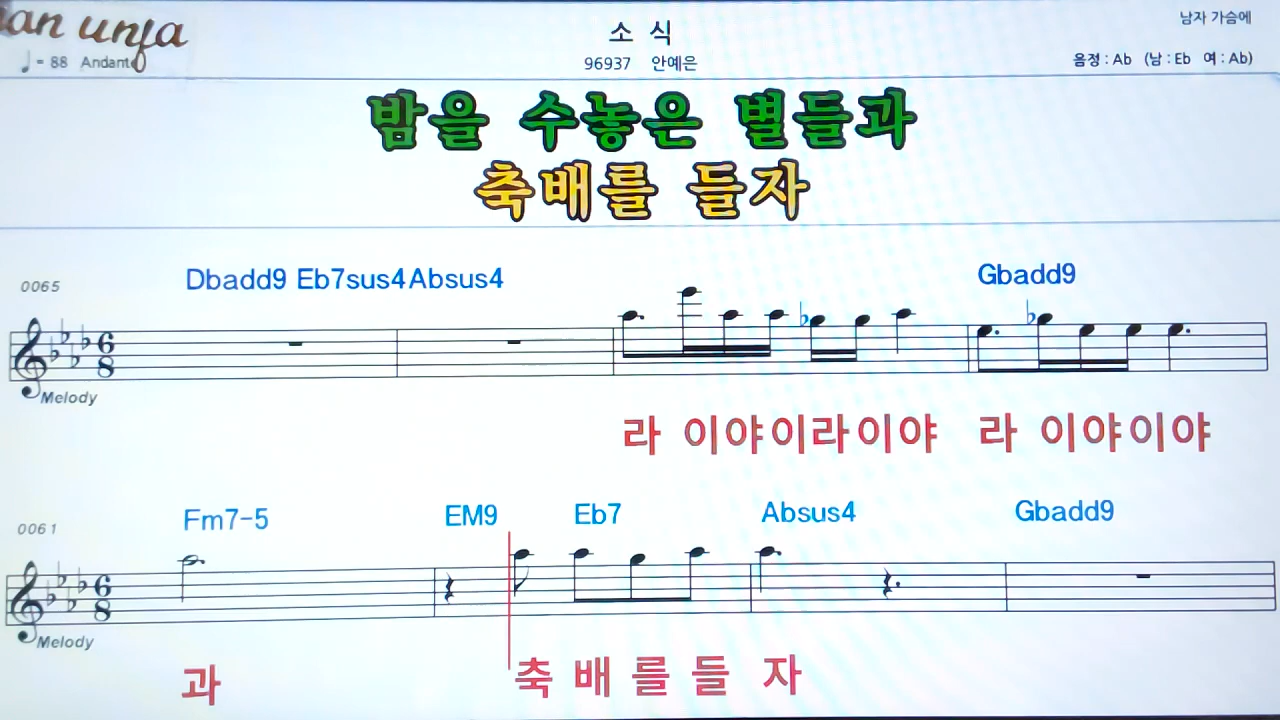 소 식
남자 가슴에
♩= 88 Andante
96937 안예은
음정 : Ab (남 : Eb 여 : Ab)
밤을 수놓은 별들과
축배를 들자
0065
Dbadd9 Eb7sus4 Absus4 Gbadd9
6
8
Melody
라 이야이라이야 라 이야이야
0061
Fm7-5 EM9 Eb7 Absus4 Gbadd9
6
8
Melody
과 축 배 를 들 자